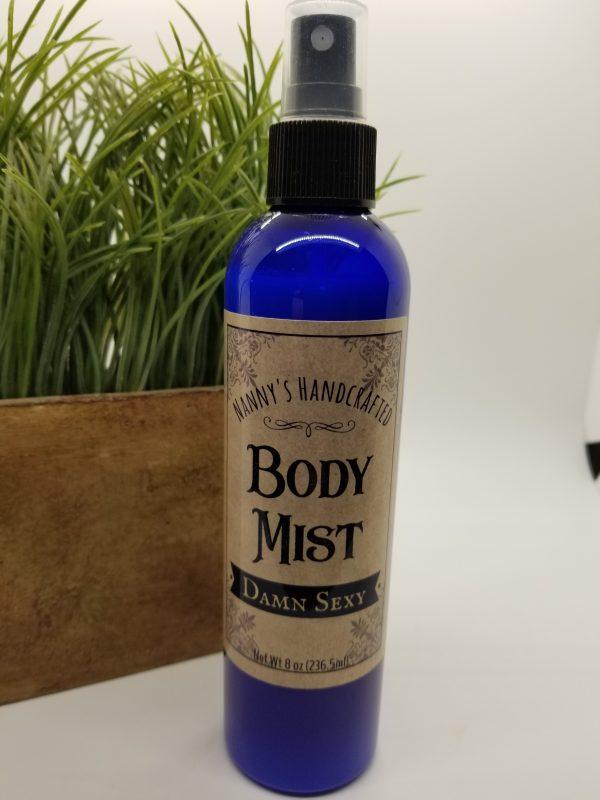 Nanny's Handcrafted
Body
Mist
Damn Sexy
Net.Wt 8 oz (236.5ml)